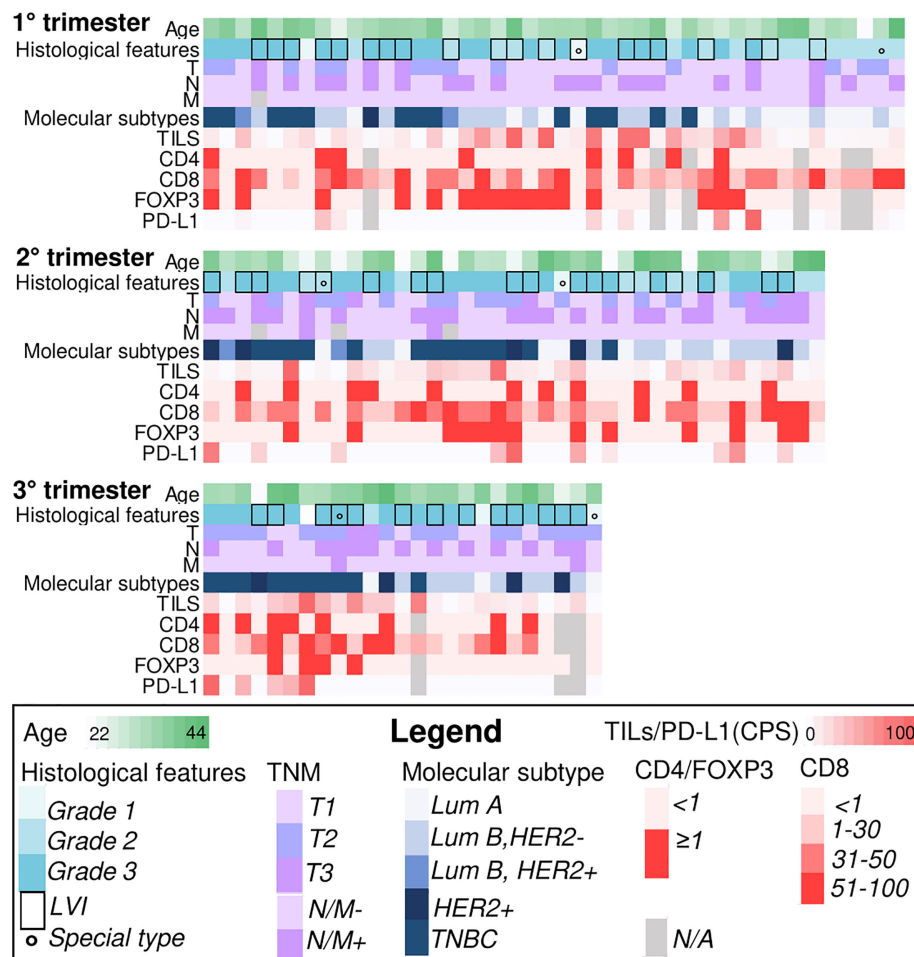 1° trimester
Age
Histological features
T
N
M
Molecular subtypes
TILS
CD4
CD8
FOXP3
PD-L1
2° trimester
Age
Histological features
T
N
M
Molecular subtypes
TILS
CD4
CD8
FOXP3
PD-L1
3° trimester
Age
Histological features
T
N
M
Molecular subtypes
TILS
CD4
CD8
FOXP3
PD-L1
Age 22 44 Legend TILs/PD-L1(CPS) 0 100
Histological features TNM Molecular subtype CD4/FOXP3 CD8
Grade 1 T1 Lum A <1 <1
Grade 2 T2 Lum B,HER2- ≥1 1-30
Grade 3 T3 Lum B, HER2+ 31-50
LVI N/M- HER2+ 51-100
Special type N/M+ TNBC N/A